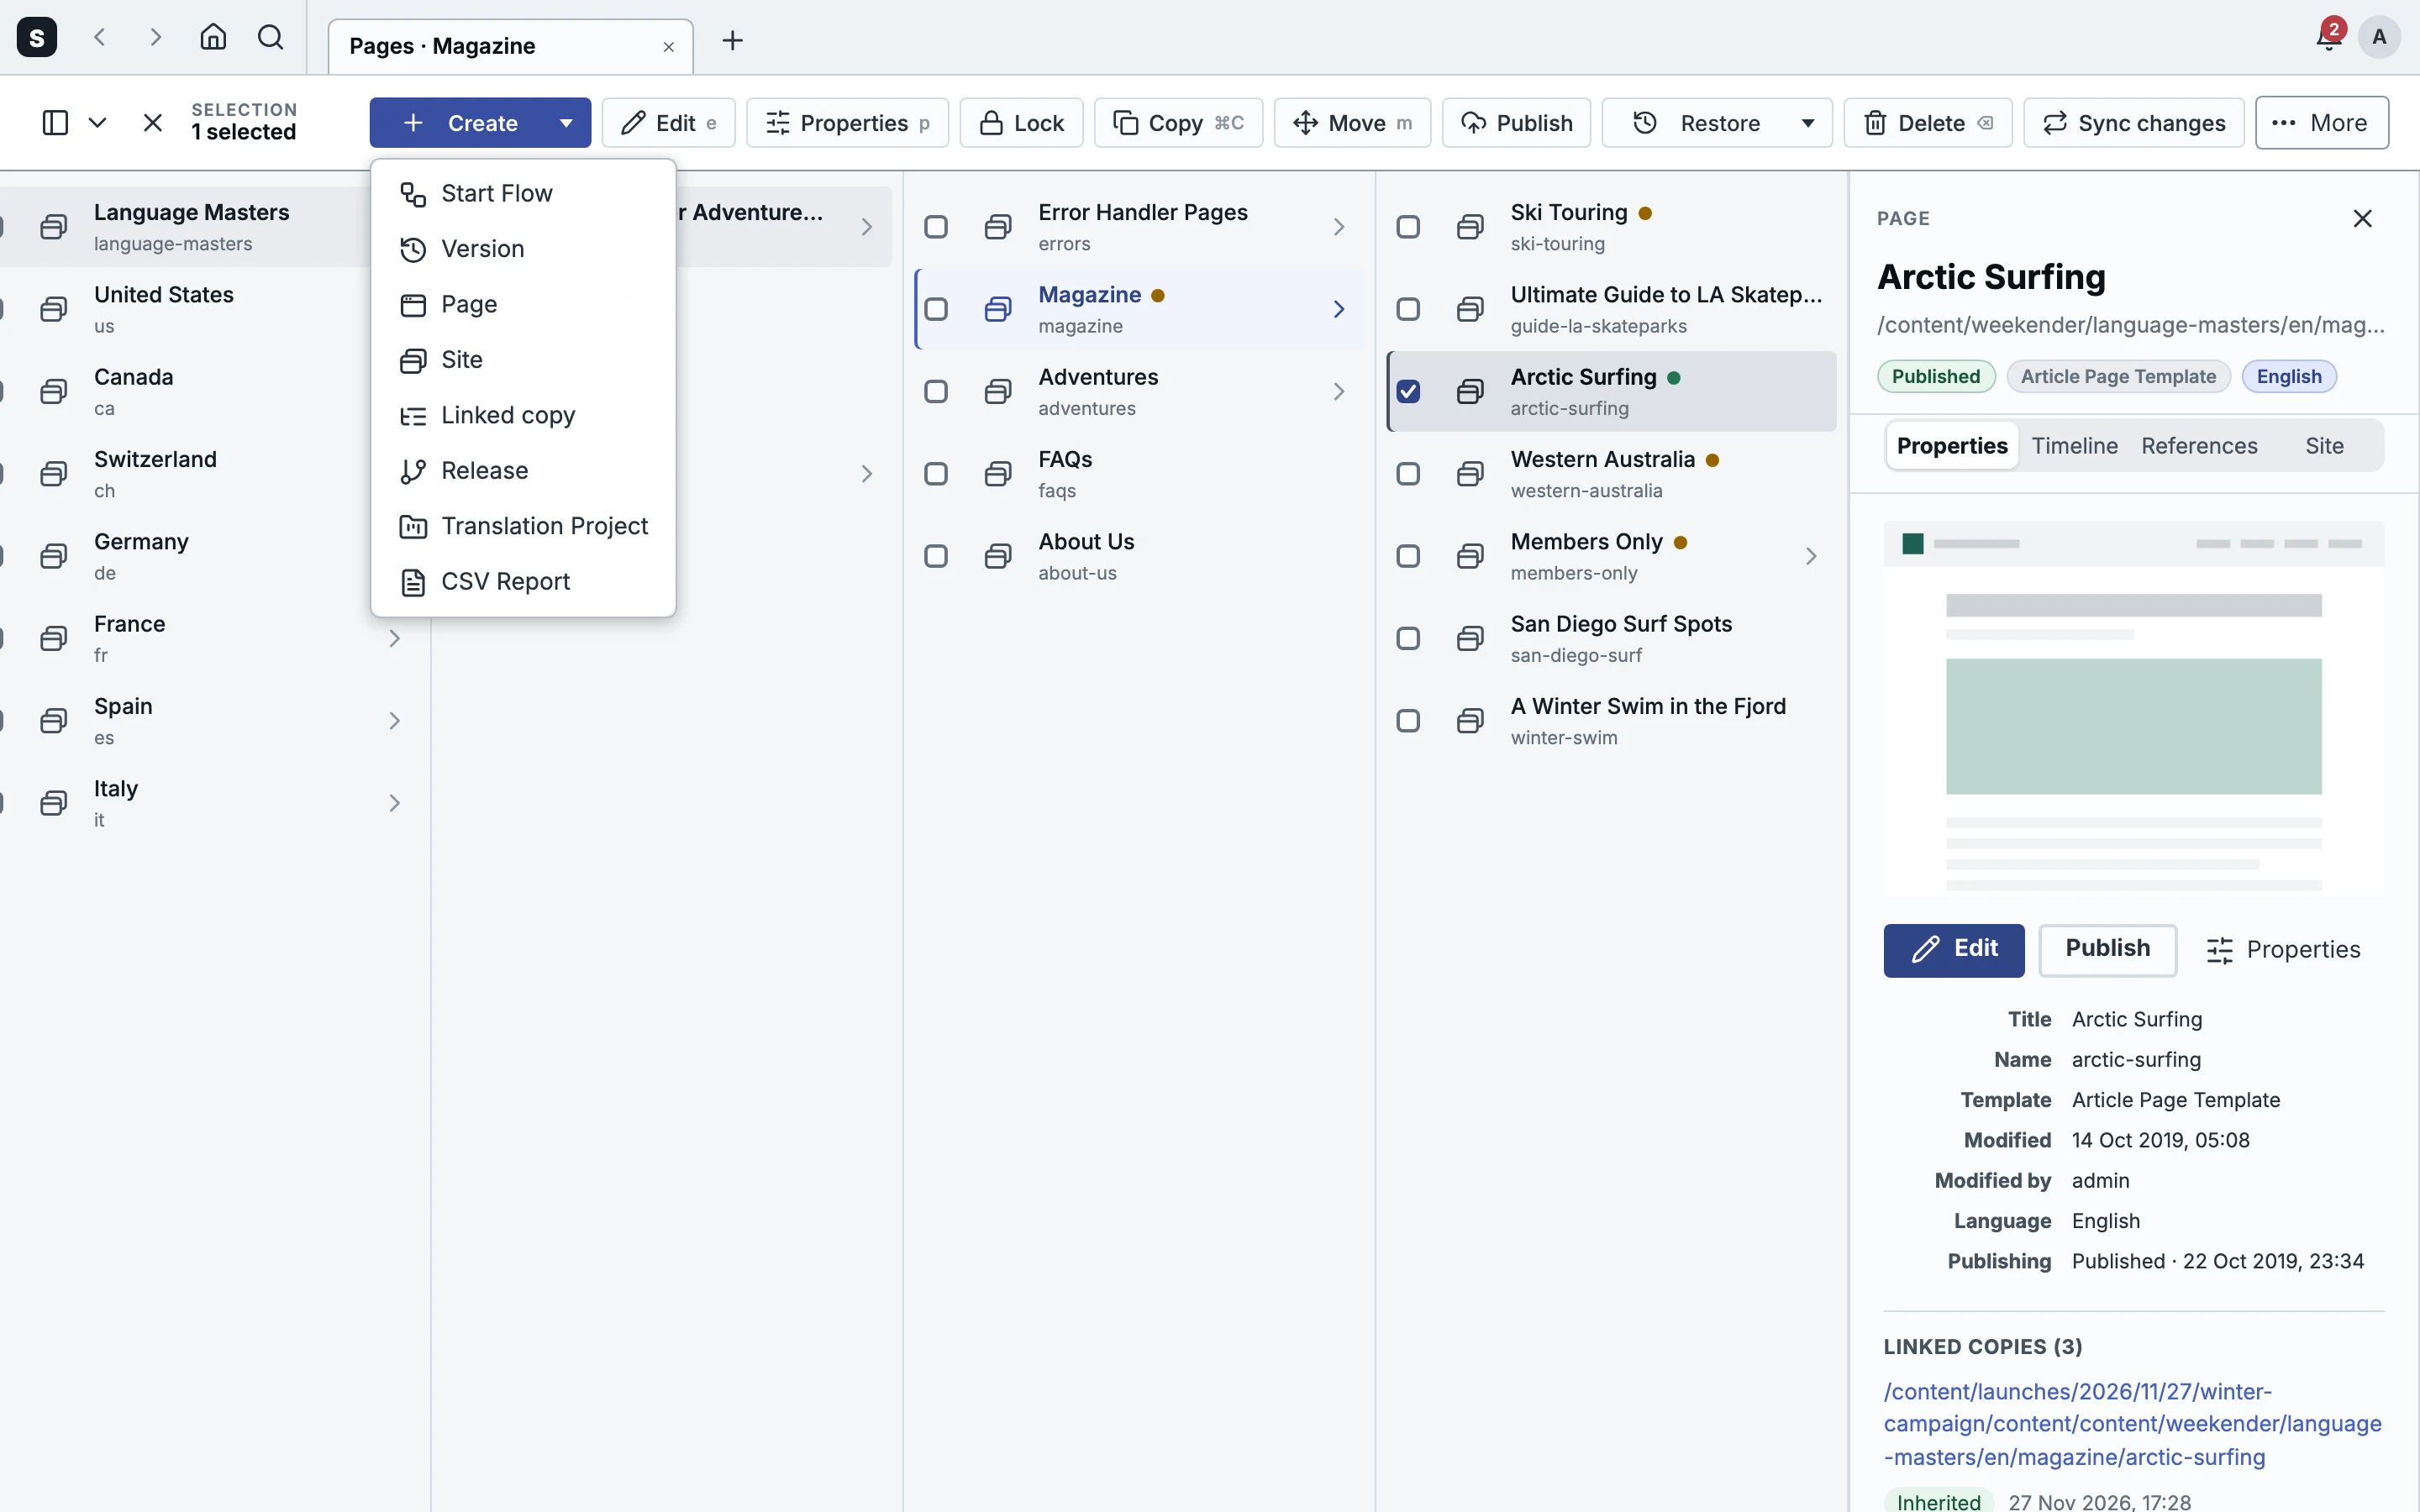 S
Pages · Magazine
2
A
SELECTION
1 selected
Create
Edit e
Properties p
Lock
Copy ⌘C
Move m
Publish
Restore
Delete
Sync changes
More
Start Flow
Version
Page
Site
Linked copy
Release
Translation Project
CSV Report
Language Masters
language-masters
United States
us
Canada
ca
Switzerland
ch
Germany
de
France
fr
Spain
es
Italy
it
r Adventure...
Error Handler Pages
errors
Magazine
magazine
Adventures
adventures
FAQs
faqs
About Us
about-us
Ski Touring
ski-touring
Ultimate Guide to LA Skatep...
guide-la-skateparks
Arctic Surfing
arctic-surfing
Western Australia
western-australia
Members Only
members-only
San Diego Surf Spots
san-diego-surf
A Winter Swim in the Fjord
winter-swim
PAGE
Arctic Surfing
/content/weekender/language-masters/en/mag...
Published
Article Page Template
English
Properties
Timeline
References
Site
Edit
Publish
Properties
Title Arctic Surfing
Name arctic-surfing
Template Article Page Template
Modified 14 Oct 2019, 05:08
Modified by admin
Language English
Publishing Published · 22 Oct 2019, 23:34
LINKED COPIES (3)
/content/launches/2026/11/27/winter-
campaign/content/content/weekender/language
-masters/en/magazine/arctic-surfing
Inherited 27 Nov 2026, 17:28